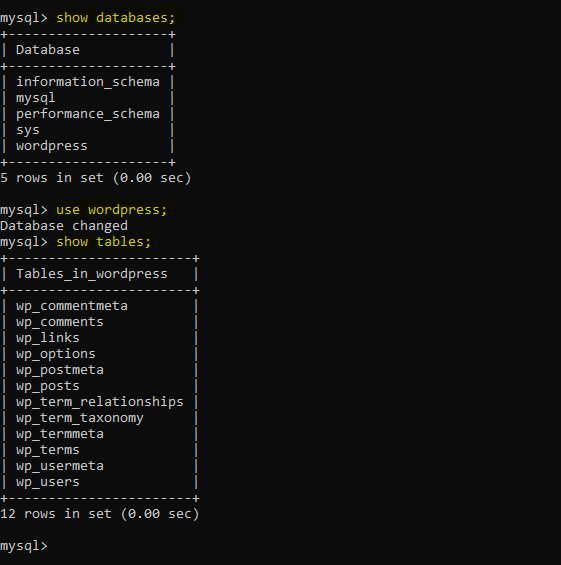 mysql> show databases;
+--------------------+
| Database           |
+--------------------+
| information_schema |
| mysql              |
| performance_schema |
| sys                |
| wordpress          |
+--------------------+
5 rows in set (0.00 sec)
mysql> use wordpress;
Database changed
mysql> show tables;
+-----------------------+
| Tables_in_wordpress   |
+-----------------------+
| wp_commentmeta        |
| wp_comments           |
| wp_links              |
| wp_options            |
| wp_postmeta           |
| wp_posts              |
| wp_term_relationships |
| wp_term_taxonomy      |
| wp_termmeta           |
| wp_terms              |
| wp_usermeta           |
| wp_users              |
+-----------------------+
12 rows in set (0.00 sec)
mysql>